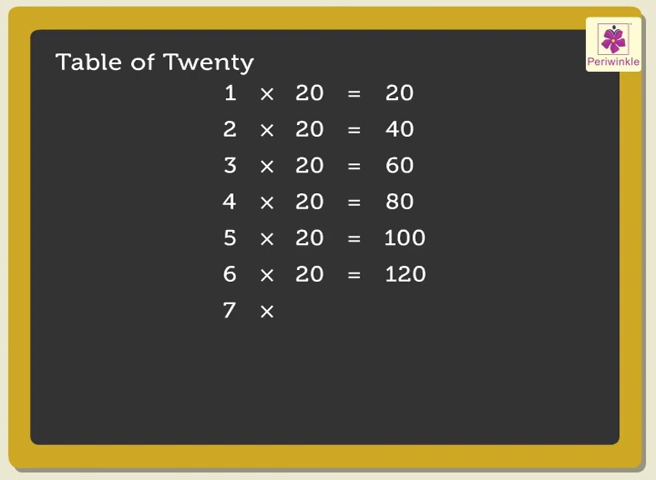 Periwinkle
Table of Twenty
1 × 20 = 20
2 × 20 = 40
3 × 20 = 60
4 × 20 = 80
5 × 20 = 100
6 × 20 = 120
7 ×